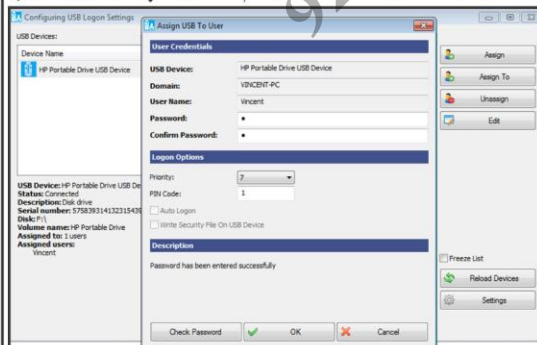 Configuring USB Logon Settings
USB Devices:
Device Name
HP Portable Drive USB Device
USB Device: HP Portable Drive USB De
Status: Connected
Description: Disk drive
Serial number: 575839314132315439
Disk: F:\
Volume name: HP Portable Drive
Assigned to: 1 users
Assigned users:
Vincent
Assign USB To User
User Credentials
USB Device: HP Portable Drive USB Device
Domain: VINCENT-PC
User Name: Vincent
Password: •
Confirm Password: •
Logon Options
Priority: 7
PIN Code: 1
Auto Logon
Write Security File On USB Device
Description
Password has been entered successfully
Check Password OK Cancel
Assign
Assign To
Unassign
Edit
Freeze List
Reload Devices
Settings